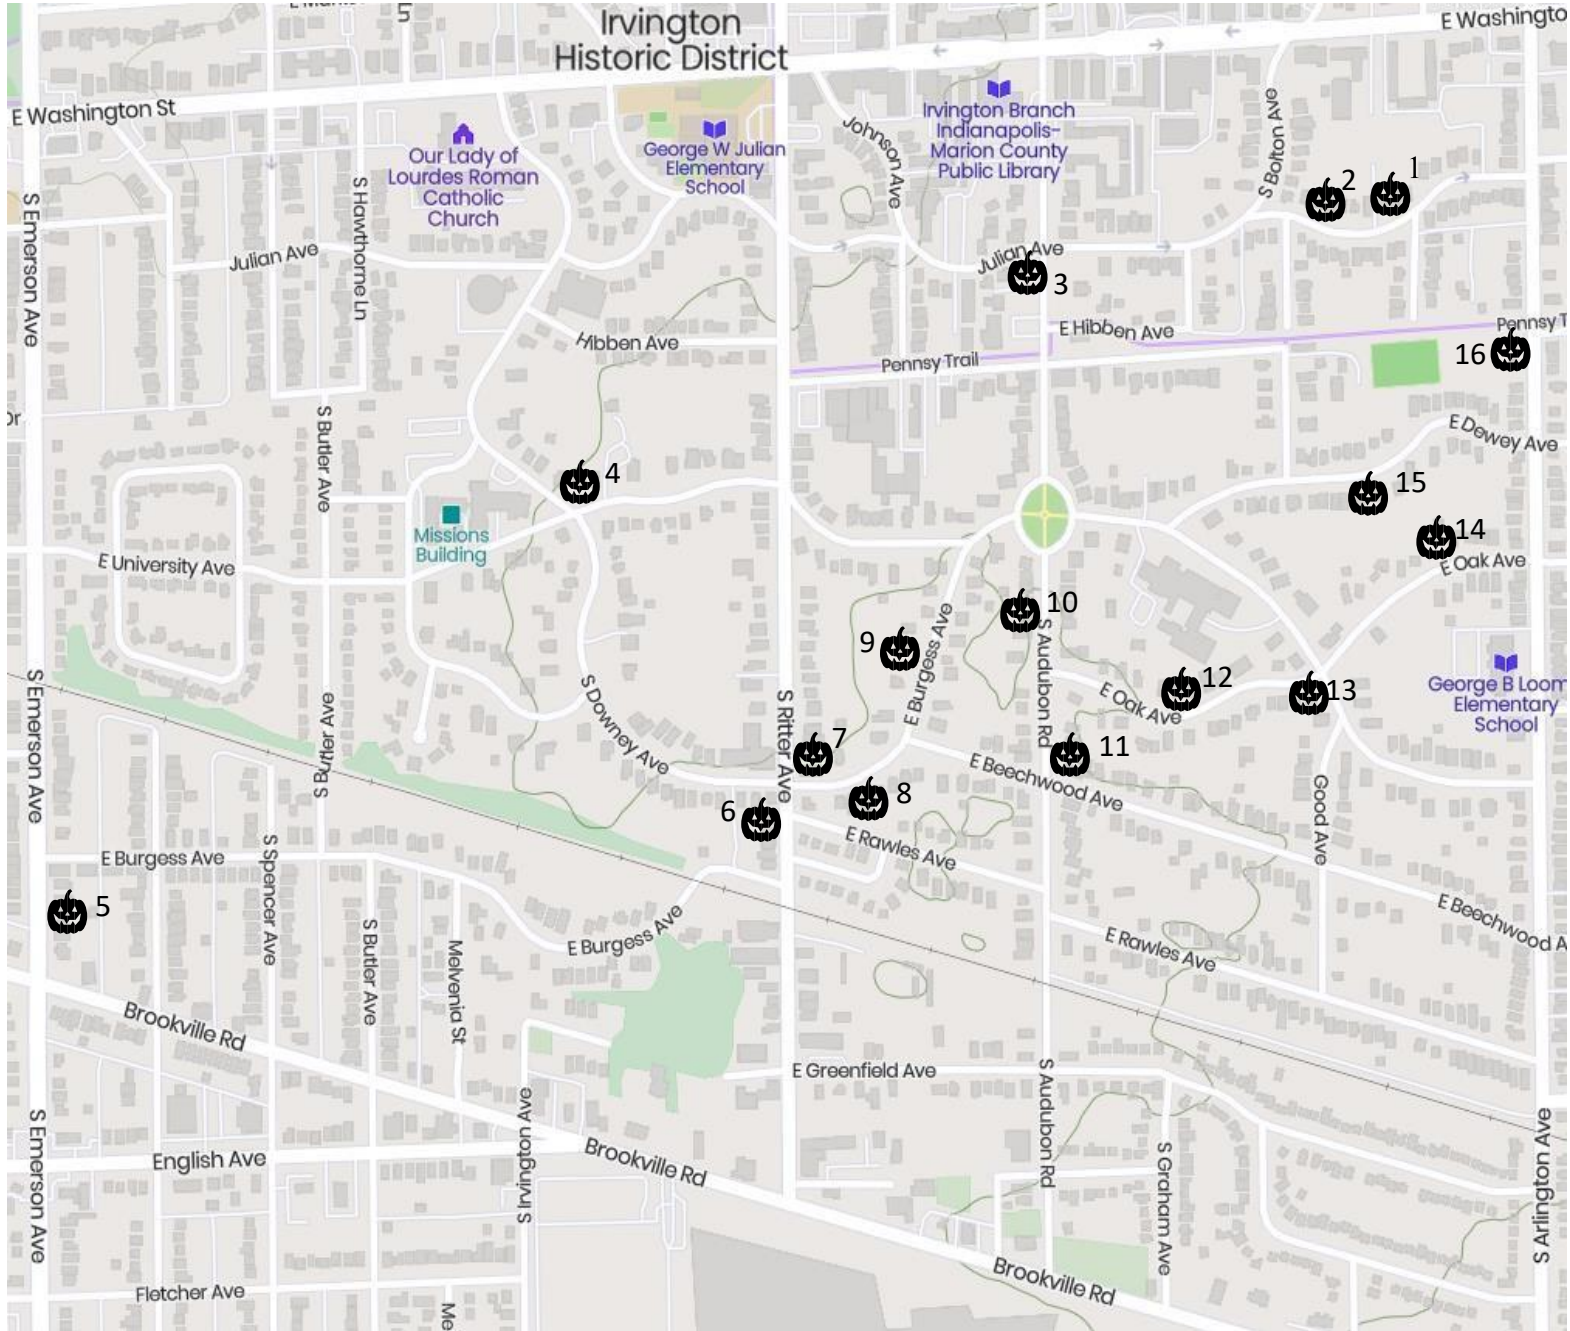 E Washington St
Irvington
Historic District
E Washingto
5
S Emerson Ave
S Hawthorne Ln
Our Lady of
Lourdes Roman
Catholic
Church
George W Julian
Elementary
School
Johnson Ave
Irvington Branch
Indianapolis-
Marion County
Public Library
S Bolton Ave
2
1
Julian Ave
Julian Ave
3
Hibben Ave
E Hibben Ave
Pennsy Trail
Pennsy T
16
Dr
S Butler Ave
4
E Dewey Ave
15
14
Missions
Building
E University Ave
E Oak Ave
10
9
E Burgess Ave
S Audubon Rd
12
13
E Oak Ave
George B Loom
Elementary
School
S Emerson Ave
S Butler Ave
S Downey Ave
S Ritter Ave
7
11
E Beechwood Ave
Good Ave
8
6
E Rawles Ave
E Burgess Ave
S Spencer Ave
5
S Butler Ave
Melvenia St
E Burgess Ave
E Beechwood A
E Rawles Ave
Brookville Rd
E Greenfield Ave
S Audubon Rd
S Irvington Ave
S Emerson Ave
English Ave
Brookville Rd
S Graham Ave
S Arlington Ave
Fletcher Ave
Me
Brookville Rd